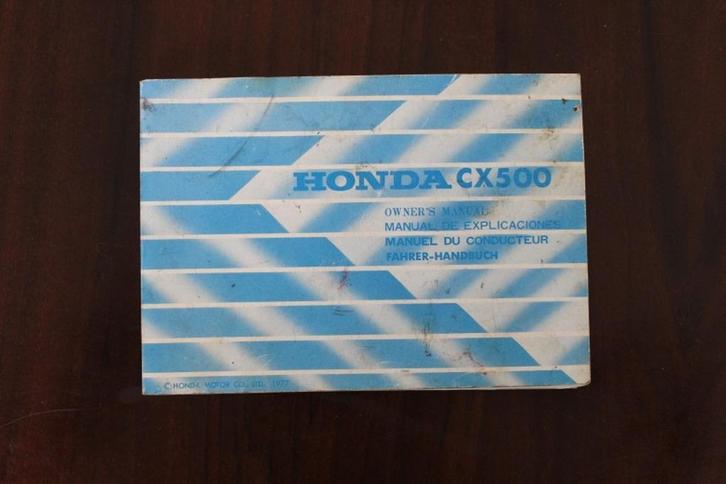 HONDA CX500
OWNER'S MANUAL
MANUAL DE EXPLICACIONES
MANUEL DU CONDUCTEUR
FAHRER-HANDBUCH
© HONDA MOTOR CO., LTD. 1977